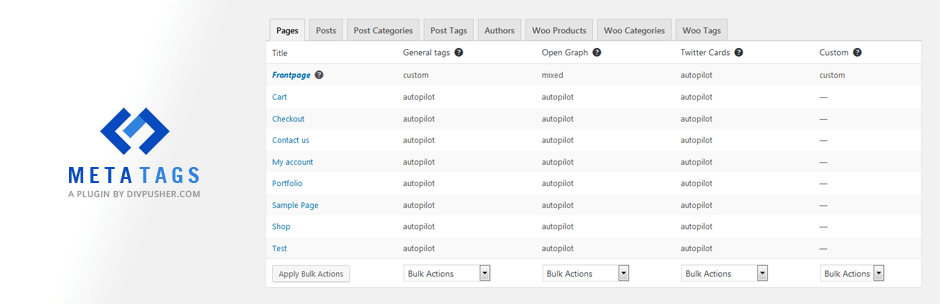 META TAGS
A PLUGIN BY DIVPUSHER.COM
Pages Posts Post Categories Post Tags Authors Woo Products Woo Categories Woo Tags
Title General tags ? Open Graph ? Twitter Cards ? Custom ?
Frontpage ? custom mixed autopilot custom
Cart autopilot autopilot autopilot —
Checkout autopilot autopilot autopilot —
Contact us autopilot autopilot autopilot —
My account autopilot autopilot autopilot —
Portfolio autopilot autopilot autopilot —
Sample Page autopilot autopilot autopilot —
Shop autopilot autopilot autopilot —
Test autopilot autopilot autopilot —
Apply Bulk Actions Bulk Actions Bulk Actions Bulk Actions Bulk Actions